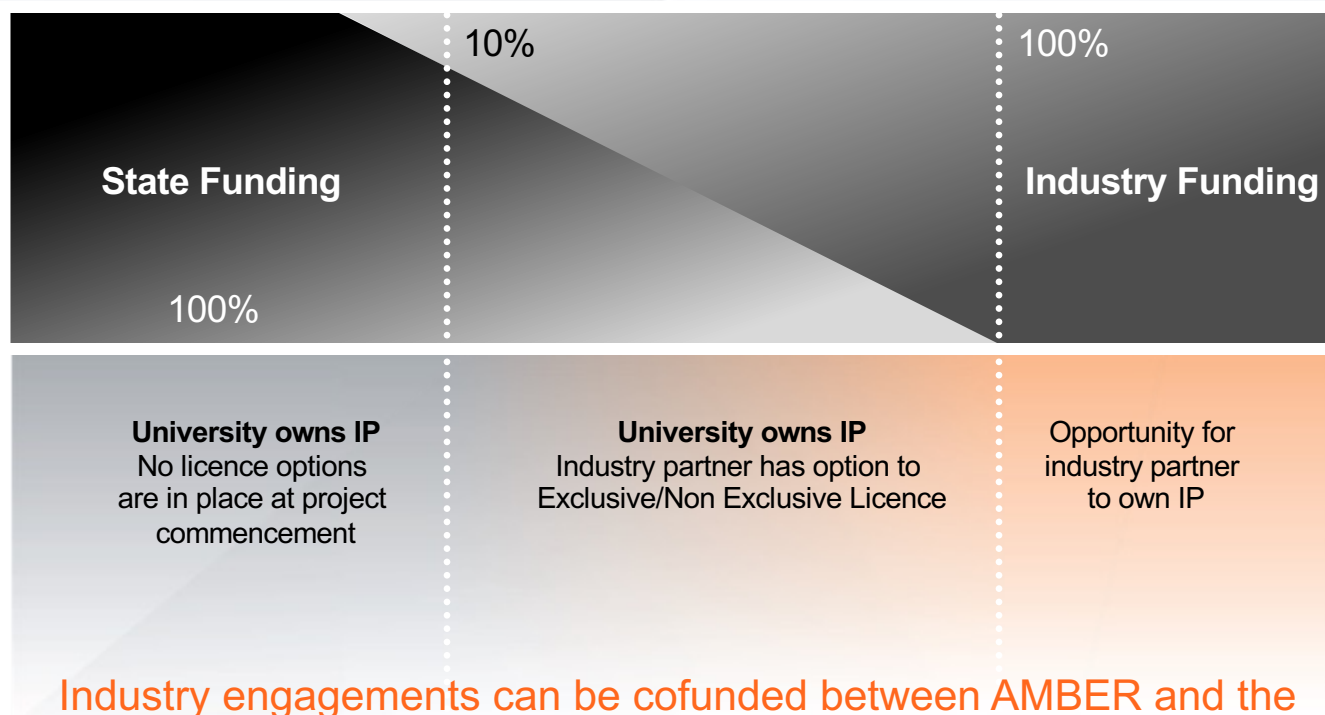 10%
100%
State Funding
Industry Funding
100%
University owns IP
No licence options
are in place at project
commencement
University owns IP
Industry partner has option to
Exclusive/Non Exclusive Licence
Opportunity for
industry partner
to own IP
Industry engagements can be cofunded between AMBER and the